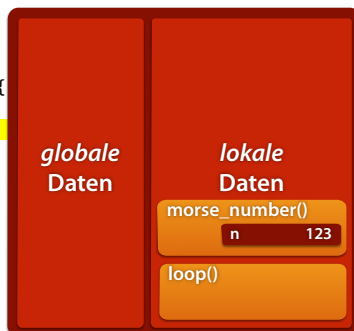 {
globale
Daten
lokale
Daten
morse_number()
n 123
loop()